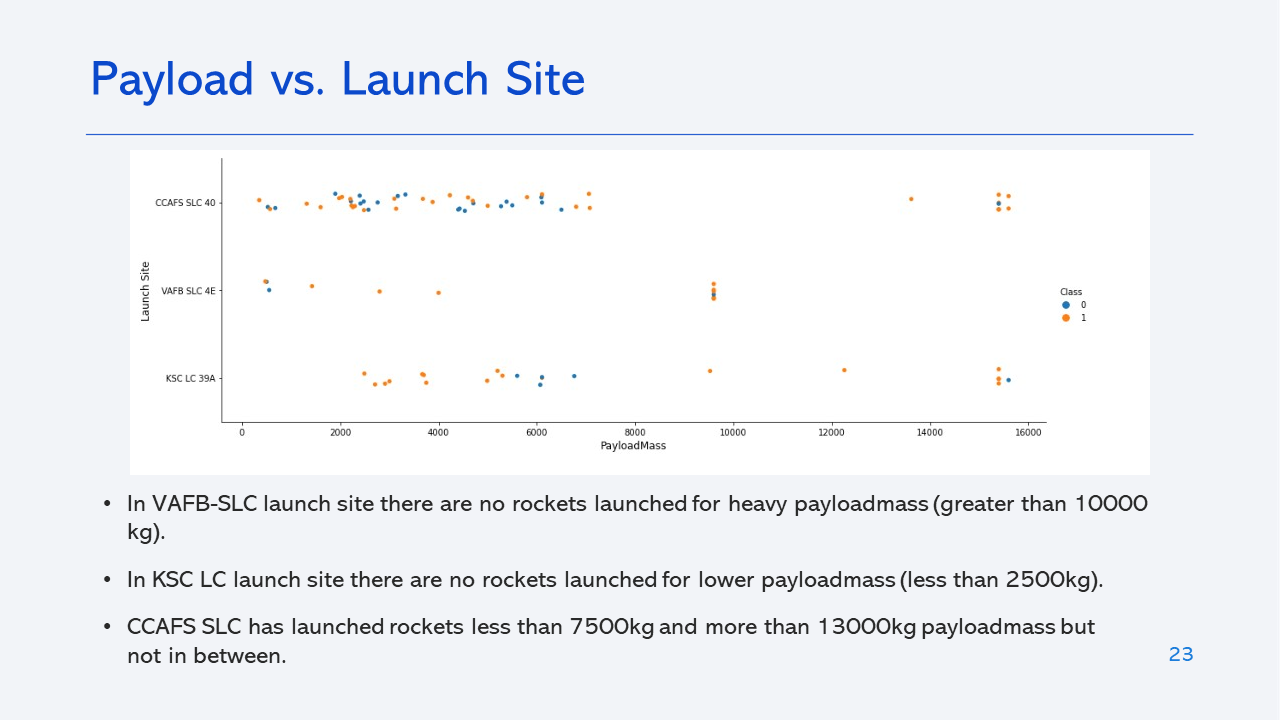 Payload vs. Launch Site
CCAFS SLC 40
VAFB SLC 4E
KSC LC 39A
Launch Site
0 2000 4000 6000 8000 10000 12000 14000 16000
PayloadMass
Class
0
1
• In VAFB-SLC launch site there are no rockets launched for heavy payloadmass (greater than 10000
kg).
• In KSC LC launch site there are no rockets launched for lower payloadmass (less than 2500kg).
• CCAFS SLC has launched rockets less than 7500kg and more than 13000kg payloadmass but
not in between.
23